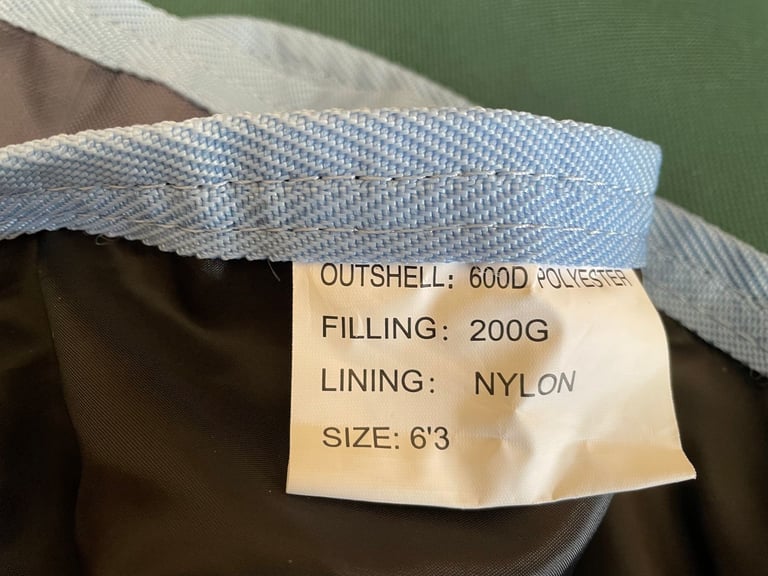 OUTSHELL: 600D POLYESTER
FILLING: 200G
LINING: NYLON
SIZE: 6'3